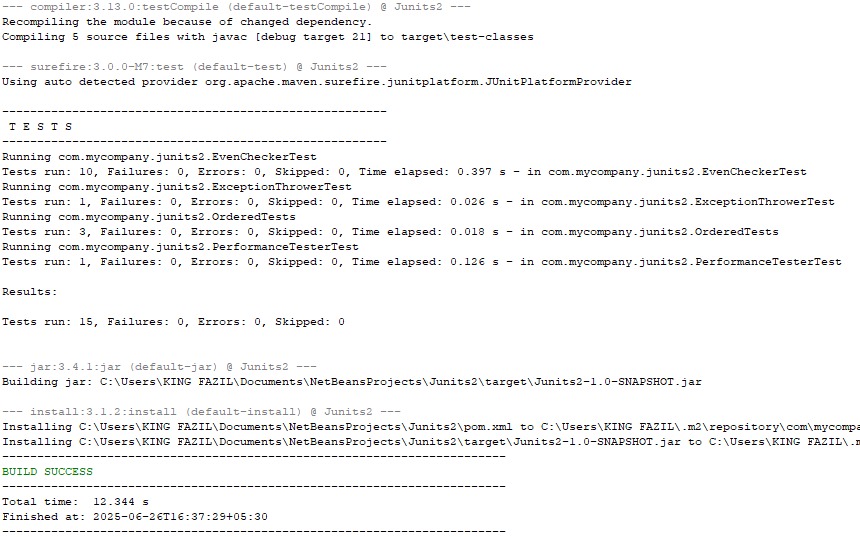 --- compiler:3.13.0:testCompile (default-testCompile) @ Junits2 ---
Recompiling the module because of changed dependency.
Compiling 5 source files with javac [debug target 21] to target\test-classes
--- surefire:3.0.0-M7:test (default-test) @ Junits2 ---
Using auto detected provider org.apache.maven.surefire.junitplatform.JUnitPlatformProvider
-------------------------------------------------------
T E S T S
-------------------------------------------------------
Running com.mycompany.junits2.EvenCheckerTest
Tests run: 10, Failures: 0, Errors: 0, Skipped: 0, Time elapsed: 0.397 s - in com.mycompany.junits2.EvenCheckerTest
Running com.mycompany.junits2.ExceptionThrowerTest
Tests run: 1, Failures: 0, Errors: 0, Skipped: 0, Time elapsed: 0.026 s - in com.mycompany.junits2.ExceptionThrowerTest
Running com.mycompany.junits2.OrderedTests
Tests run: 3, Failures: 0, Errors: 0, Skipped: 0, Time elapsed: 0.018 s - in com.mycompany.junits2.OrderedTests
Running com.mycompany.junits2.PerformanceTesterTest
Tests run: 1, Failures: 0, Errors: 0, Skipped: 0, Time elapsed: 0.126 s - in com.mycompany.junits2.PerformanceTesterTest
Results:
Tests run: 15, Failures: 0, Errors: 0, Skipped: 0
--- jar:3.4.1:jar (default-jar) @ Junits2 ---
Building jar: C:\Users\KING FAZIL\Documents\NetBeansProjects\Junits2\target\Junits2-1.0-SNAPSHOT.jar
--- install:3.1.2:install (default-install) @ Junits2 ---
Installing C:\Users\KING FAZIL\Documents\NetBeansProjects\Junits2\pom.xml to C:\Users\KING FAZIL\.m2\repository\com\mycompa
Installing C:\Users\KING FAZIL\Documents\NetBeansProjects\Junits2\target\Junits2-1.0-SNAPSHOT.jar to C:\Users\KING FAZIL\.m
------------------------------------------------------------------------
BUILD SUCCESS
------------------------------------------------------------------------
Total time:  12.344 s
Finished at: 2025-06-26T16:37:29+05:30
------------------------------------------------------------------------